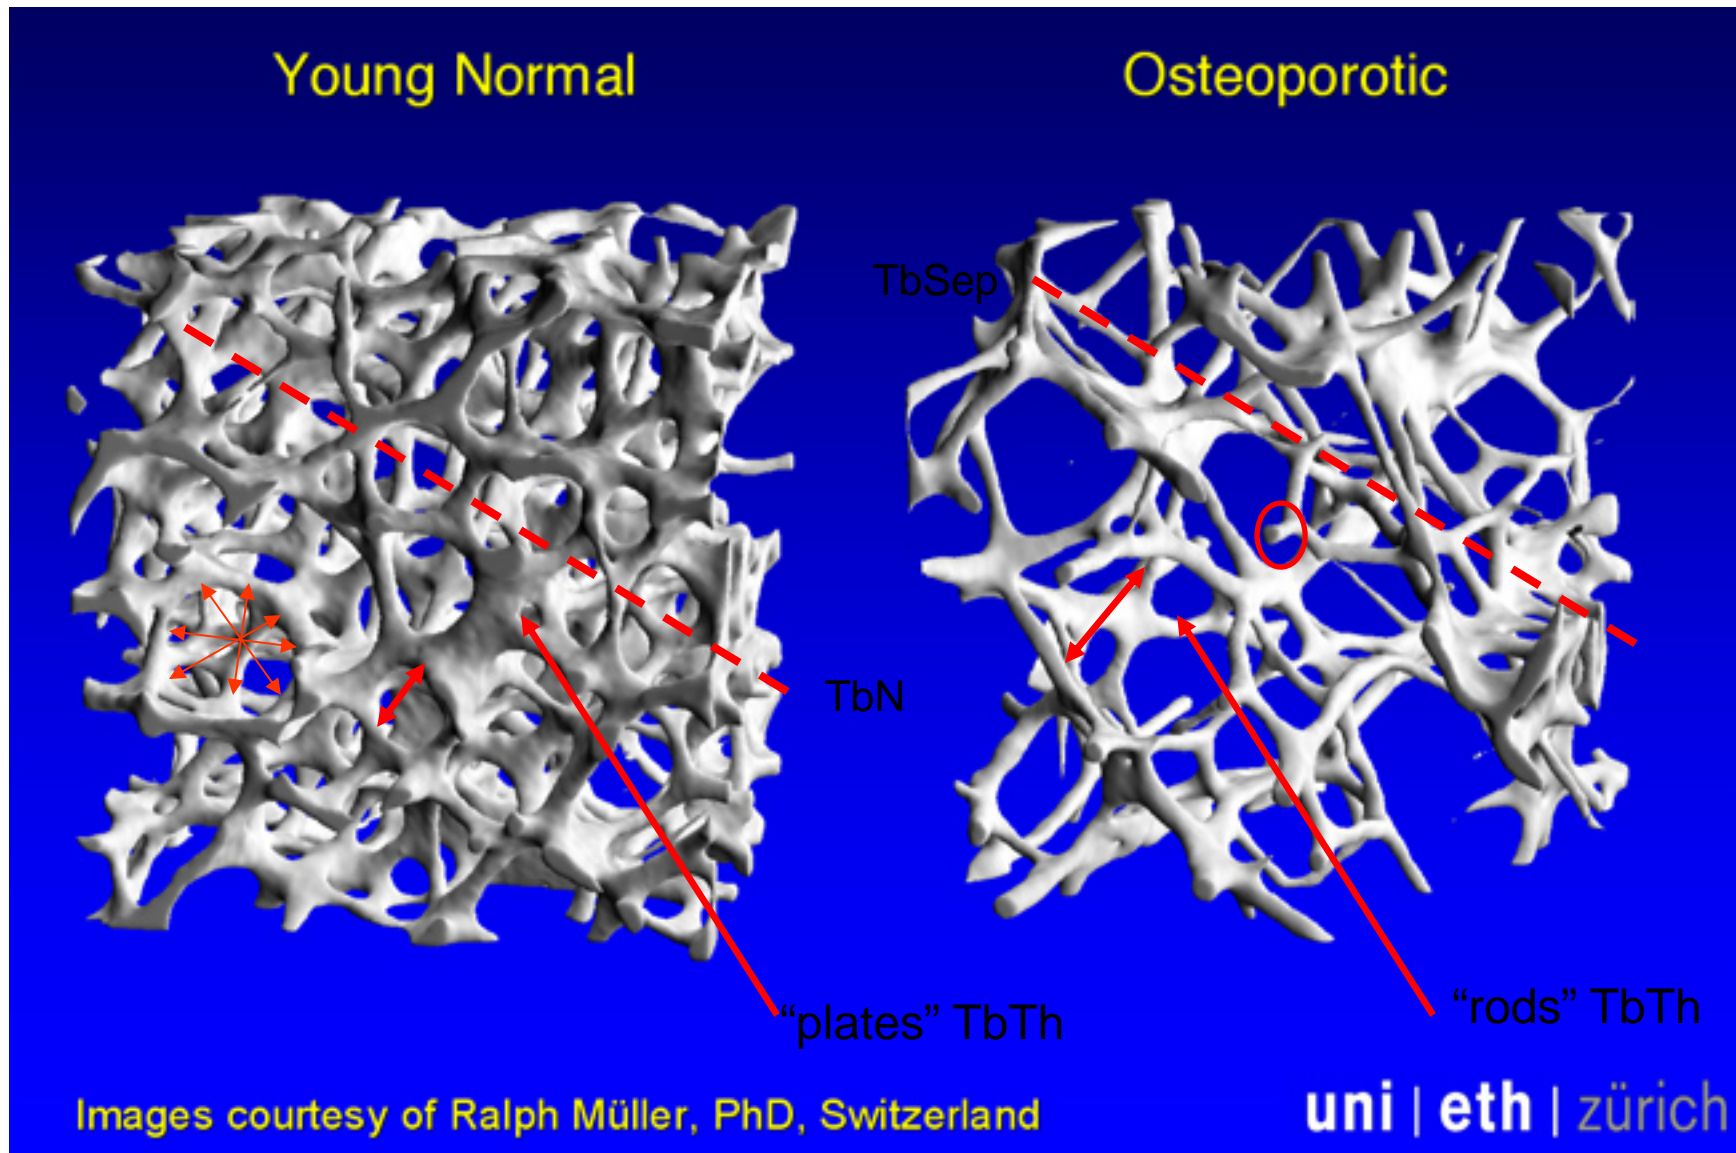 Young Normal
Osteoporotic
TbSep
TbN
“plates” TbTh
“rods” TbTh
Images courtesy of Ralph Müller, PhD, Switzerland
uni | eth | zürich